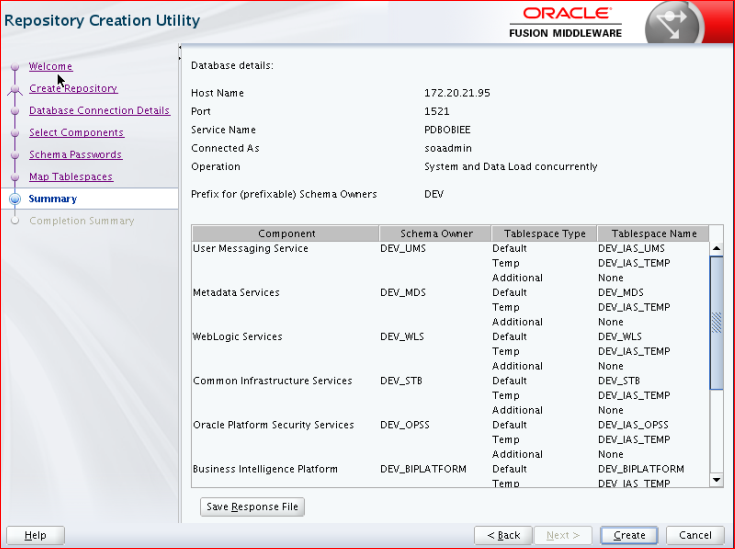 Repository Creation Utility
ORACLE
FUSION MIDDLEWARE
Welcome
Create Repository
Database Connection Details
Select Components
Schema Passwords
Map Tablespaces
Summary
Completion Summary
Database details:
Host Name 172.20.21.95
Port 1521
Service Name PDBOBIEE
Connected As soaadmin
Operation System and Data Load concurrently
Prefix for (prefixable) Schema Owners DEV
Component Schema Owner Tablespace Type Tablespace Name
User Messaging Service DEV_UMS Default DEV_IAS_UMS
Temp DEV_IAS_TEMP
Additional None
Metadata Services DEV_MDS Default DEV_MDS
Temp DEV_IAS_TEMP
Additional None
WebLogic Services DEV_WLS Default DEV_WLS
Temp DEV_IAS_TEMP
Additional None
Common Infrastructure Services DEV_STB Default DEV_STB
Temp DEV_IAS_TEMP
Additional None
Oracle Platform Security Services DEV_OPSS Default DEV_IAS_OPSS
Temp DEV_IAS_TEMP
Additional None
Business Intelligence Platform DEV_BIPLATFORM Default DEV_BIPLATFORM
Temp DEV_IAS_TEMP
Save Response File
Help < Back Next > Create Cancel